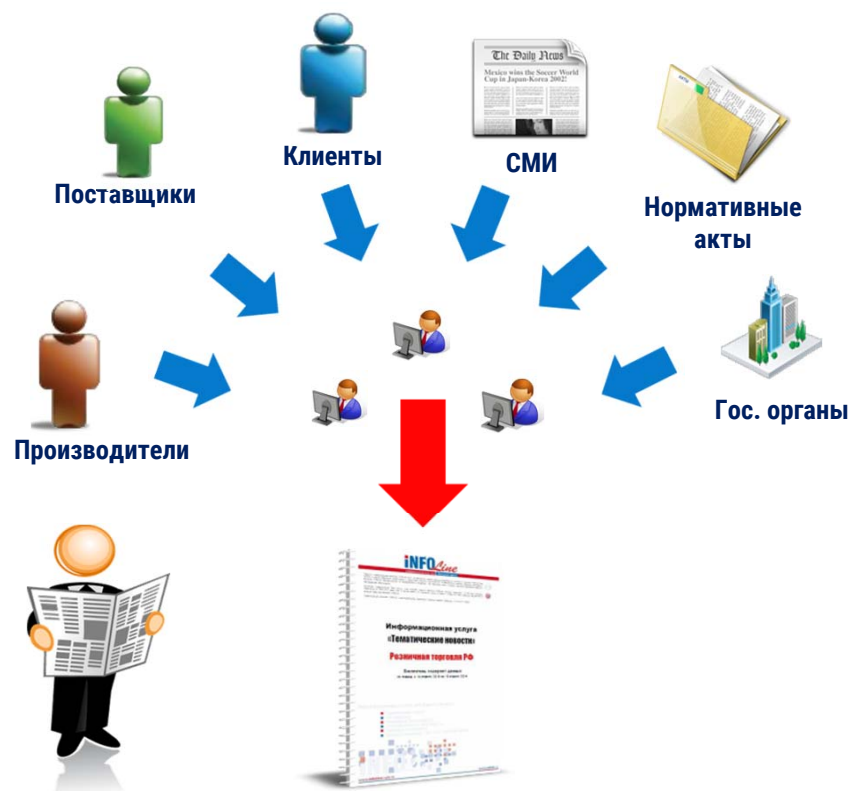 The Daily News
Mexico wins the Soccer World
Cup in Japan-Korea 2002!
Клиенты
СМИ
Поставщики
Нормативные
акты
Гос. органы
Производители
iNFOLine
Информационная услуга
«Тематические новости»
Розничная торговля РФ